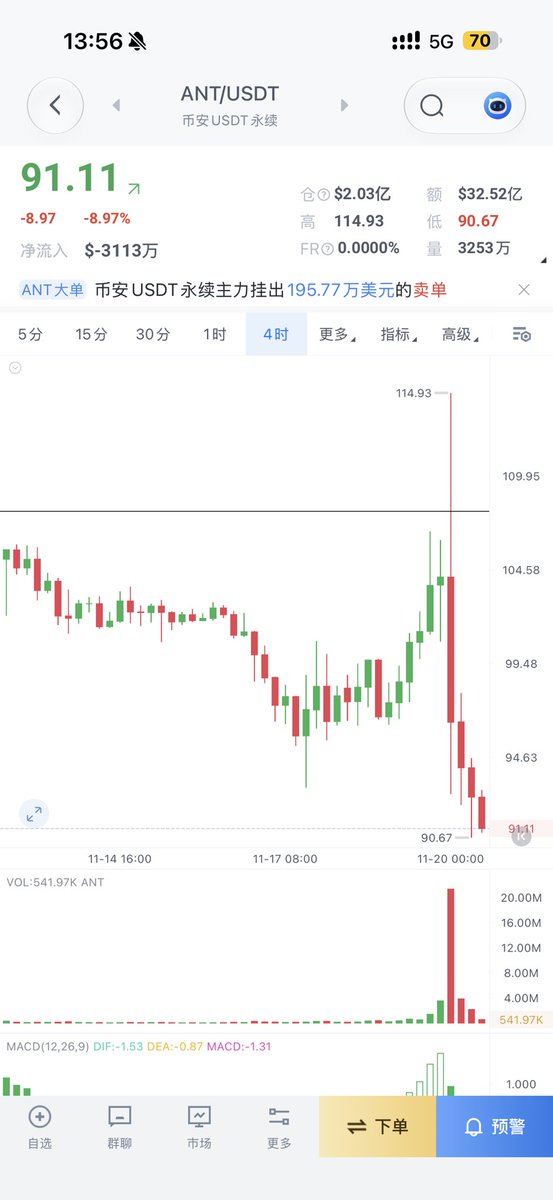 13:56 5G 70
ANT/USDT
币安USDT永续
91.11
-8.97 -8.97%
净流入 $-3113万
仓 $2.03亿 额 $32.52亿
高 114.93 低 90.67
FR 0.0000% 量 3253万
ANT大单 币安USDT永续主力挂出195.77万美元的卖单
5分 15分 30分 1时 4时 更多 指标 高级
114.93
109.95
104.58
99.48
94.63
91.11
90.67
11-14 16:00 11-17 08:00 11-20 00:00
VOL:541.97K ANT
20.00M
16.00M
12.00M
8.00M
4.00M
541.97K
MACD(12,26,9) DIF:-1.53 DEA:-0.87 MACD:-1.31
1.000
自选 群聊 市场 更多 下单 预警